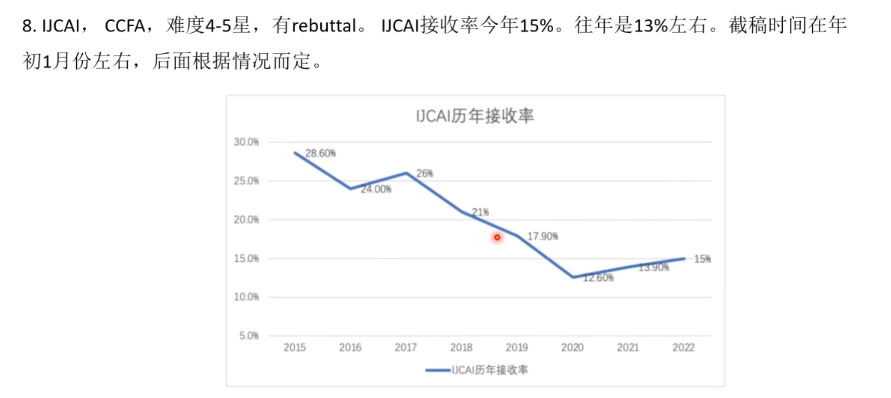 8. IJCAI， CCFA，难度4-5星，有rebuttal。 IJCAI接收率今年15%。往年是13%左右。截稿时间在年
初1月份左右，后面根据情况而定。
IJCAI历年接收率
30.0%
28.60%
26%
25.0%
24.00%
21%
20.0%
17.90%
15.0%
15%
13.90%
12.60%
10.0%
5.0%
2015 2016 2017 2018 2019 2020 2021 2022
IJCAI历年接收率